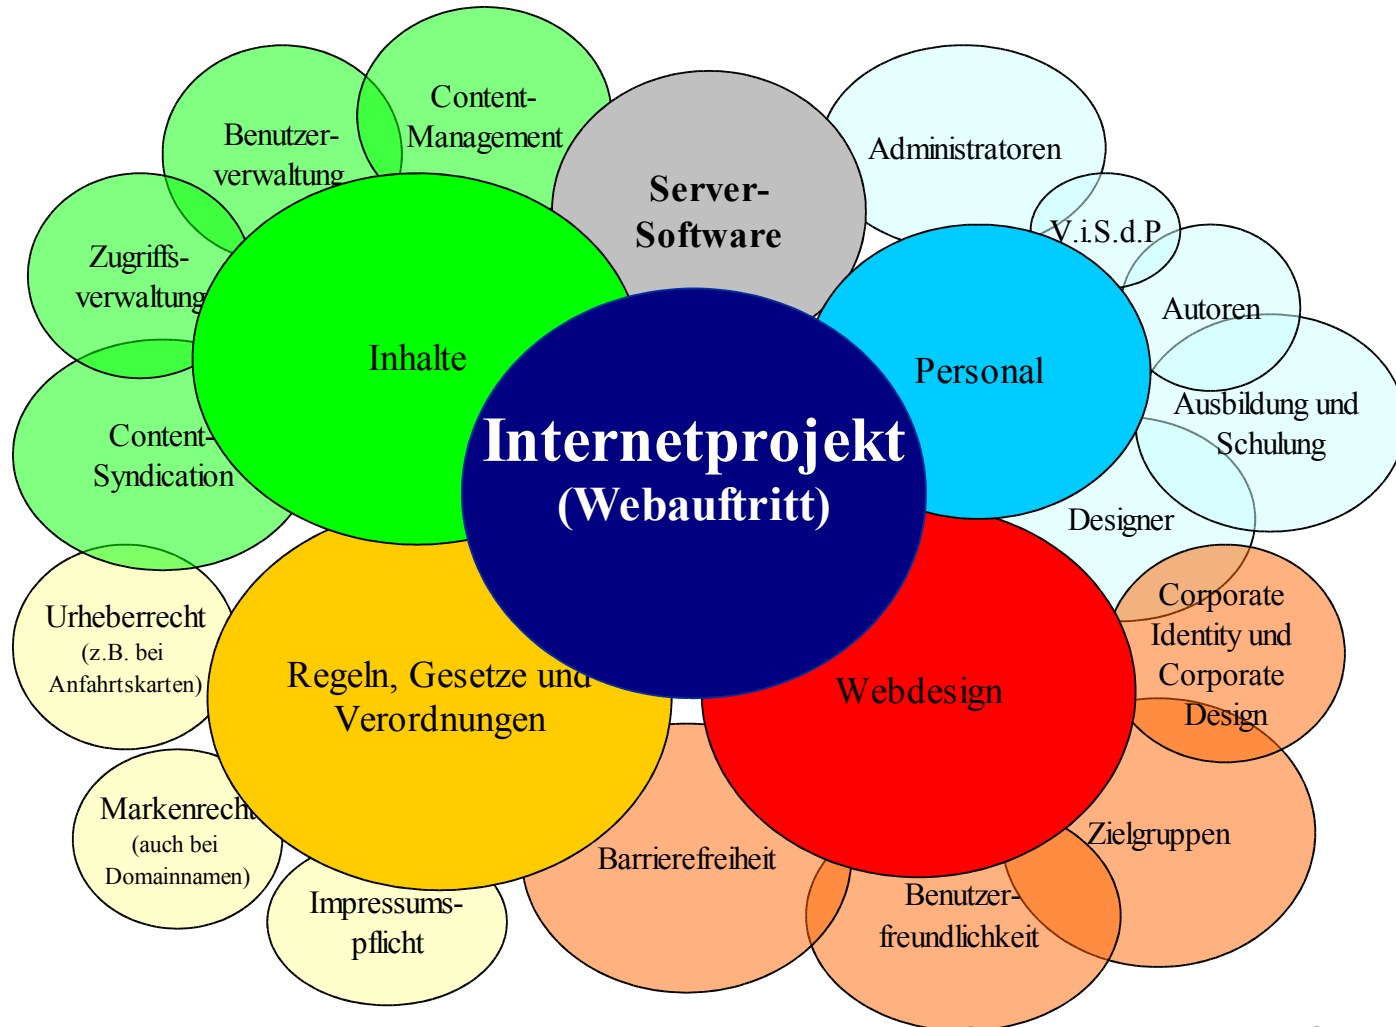 Content-
Management
Benutzer-
verwaltung
Zugriffs-
verwaltung
Content-
Syndication
Inhalte
Server-
Software
Administratoren
V.i.S.d.P
Autoren
Ausbildung und
Schulung
Designer
Personal
Internetprojekt
(Webauftritt)
Urheberrecht
(z.B. bei
Anfahrtskarten)
Markenrecht
(auch bei
Domainnamen)
Impressums-
pflicht
Regeln, Gesetze und
Verordnungen
Webdesign
Corporate
Identity und
Corporate
Design
Zielgruppen
Benutzer-
freundlichkeit
Barrierefreiheit